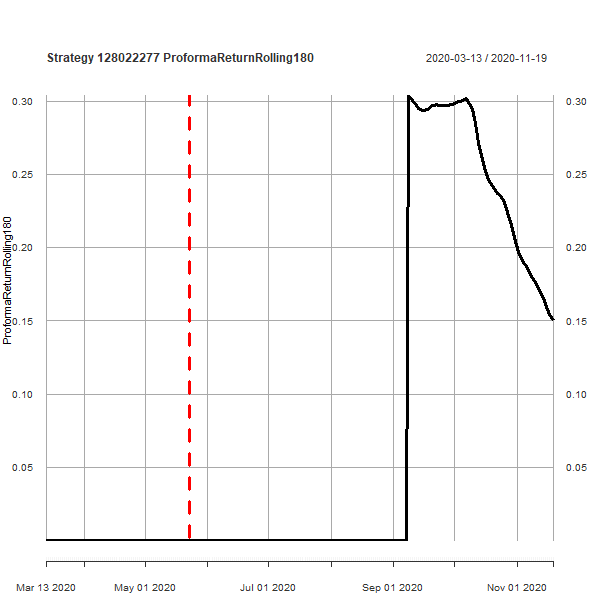 Strategy 128022277 ProformaReturnRolling180
2020-03-13 / 2020-11-19
ProformaReturnRolling180
0.30
0.30
0.25
0.25
0.20
0.20
0.15
0.15
0.10
0.10
0.05
0.05
Mar 13 2020
May 01 2020
Jul 01 2020
Sep 01 2020
Nov 01 2020